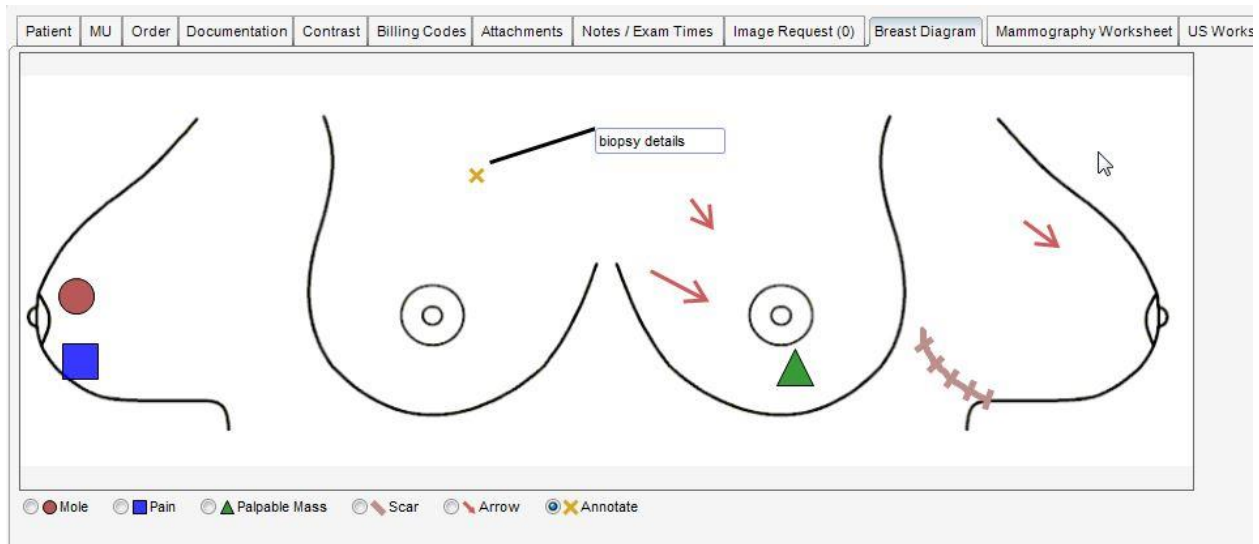 Patient MU Order Documentation Contrast Billing Codes Attachments Notes / Exam Times Image Request (0) Breast Diagram Mammography Worksheet US Works
biopsy details
Mole Pain Palpable Mass Scar Arrow Annotate